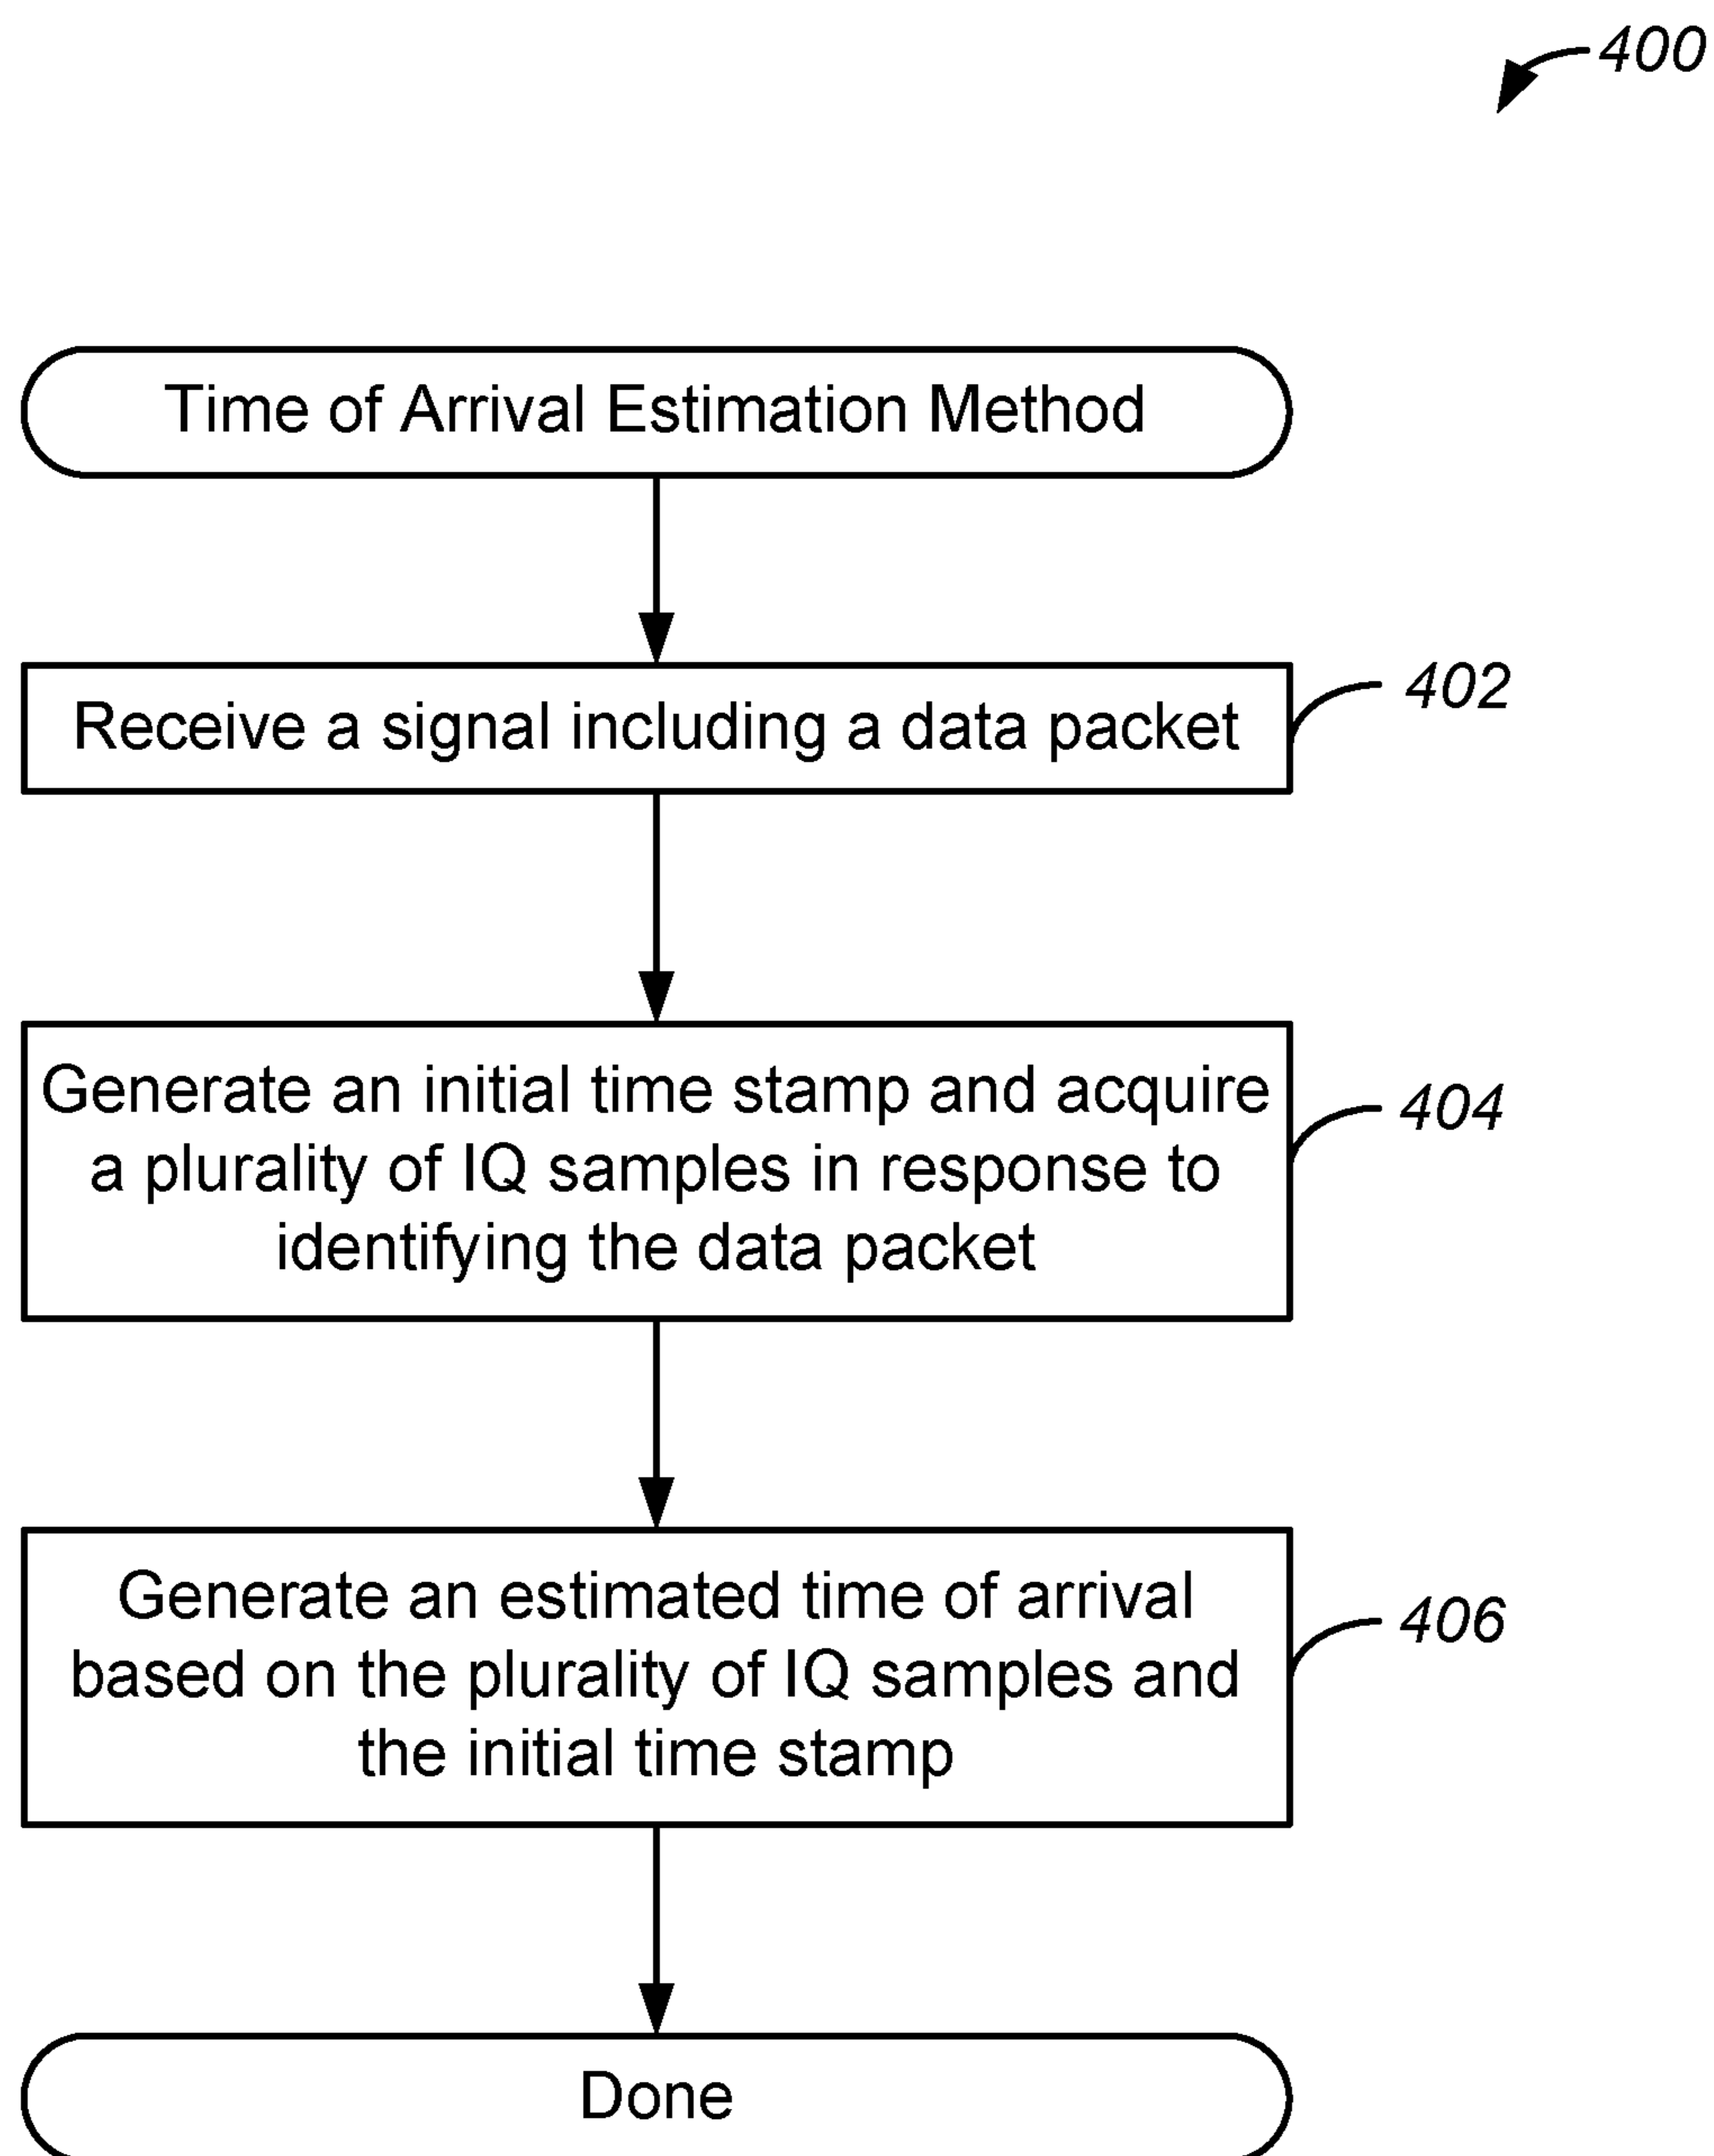 400
Time of Arrival Estimation Method
Receive a signal including a data packet
402
Generate an initial time stamp and acquire
a plurality of IQ samples in response to
identifying the data packet
404
Generate an estimated time of arrival
based on the plurality of IQ samples and
the initial time stamp
406
Done